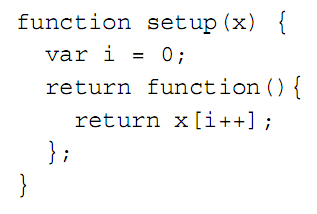 function setup(x) {
  var i = 0;
  return function(){
    return x[i++];
  };
}